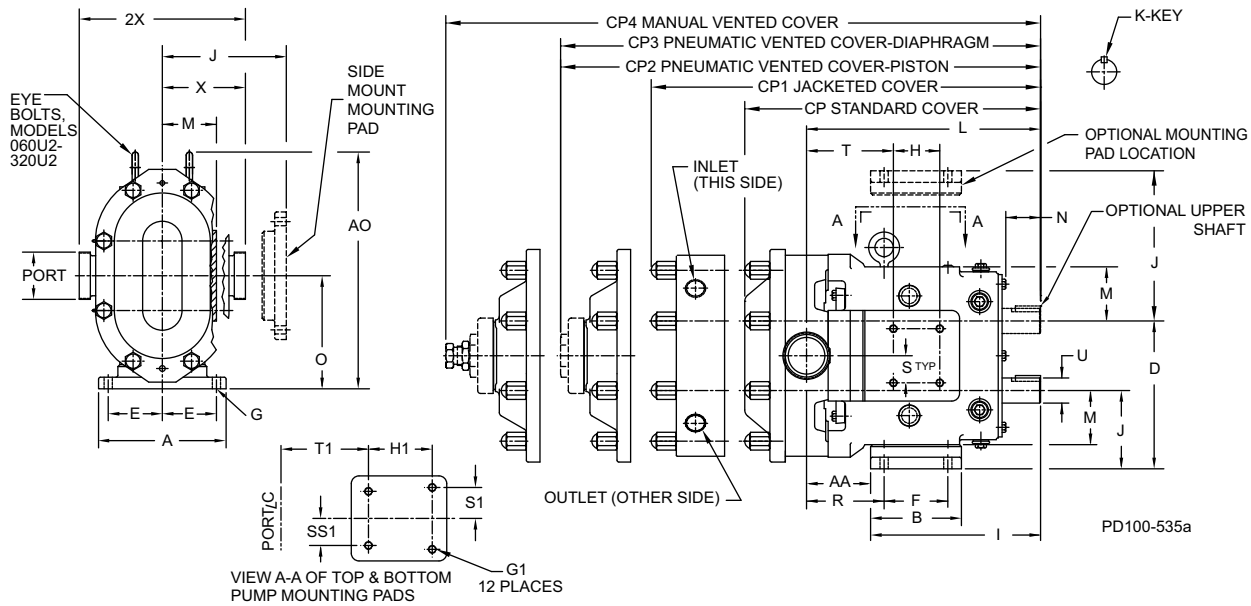 2X
J
X
M
EYE
BOLTS,
MODELS
060U2-
320U2
SIDE
MOUNT
MOUNTING
PAD
PORT
AO
O
E
E
G
A
CP4 MANUAL VENTED COVER
CP3 PNEUMATIC VENTED COVER-DIAPHRAGM
CP2 PNEUMATIC VENTED COVER-PISTON
CP1 JACKETED COVER
CP STANDARD COVER
L
T
H
K-KEY
OPTIONAL MOUNTING
PAD LOCATION
INLET
(THIS SIDE)
A
A
N
OPTIONAL UPPER
SHAFT
J
M
U
D
S TYP
M
J
OUTLET (OTHER SIDE)
AA
R
F
B
I
PD100-535a
T1
H1
S1
SS1
PORT C/L
G1
12 PLACES
VIEW A-A OF TOP & BOTTOM
PUMP MOUNTING PADS